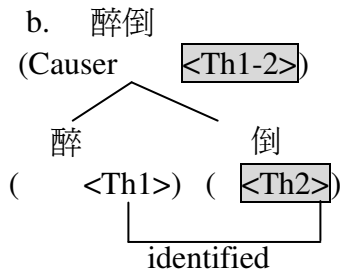 b. 醉倒
(Causer <Th1-2>)
醉 倒
( <Th1>) ( <Th2>)
identified